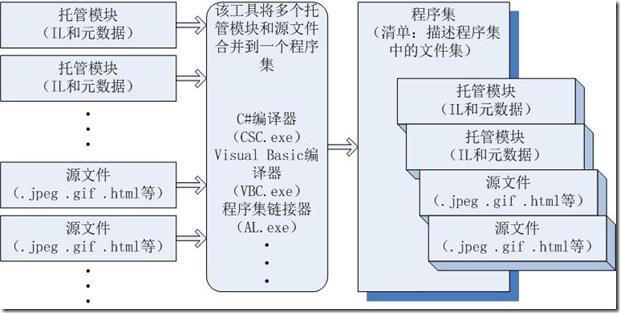 托管模块
(IL和元数据)
托管模块
(IL和元数据)
源文件
(.jpeg .gif .html等)
源文件
(.jpeg .gif .html等)
该工具将多个托
管模块和源文件
合并到一个程序
集
C#编译器
(CSC.exe)
Visual Basic编
译器
(VBC.exe)
程序集链接器
(AL.exe)
程序集
(清单：描述程序集
中的文件集)
托管模块
(IL和元数据)
托管模块
(IL和元数据)
源文件
(.jpeg .gif .html等)
源文件
(.jpeg .gif .html等)